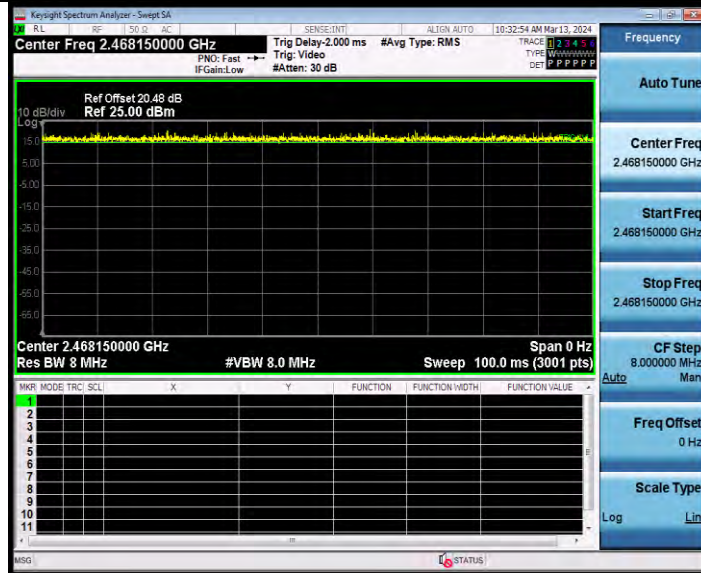 Keysight Spectrum Analyzer - Swept SA
LXI RL RF 50 Ω AC SENSE:INT ALIGN AUTO 10:32:54 AM Mar 13, 2024
Center Freq 2.468150000 GHz
PNO: Fast
IFGain:Low
Trig Delay-2.000 ms
Trig: Video
#Atten: 30 dB
#Avg Type: RMS
TRACE 1 2 3 4 5 6
TYPE WWWWWW
DET P P P P P P
Ref Offset 20.48 dB
10 dB/div Ref 25.00 dBm
Log
15.0
5.00
-5.00
-15.0
-25.0
-35.0
-45.0
-55.0
-65.0
Center 2.468150000 GHz Span 0 Hz
Res BW 8 MHz #VBW 8.0 MHz Sweep 100.0 ms (3001 pts)
MKR MODE TRC SCL X Y FUNCTION FUNCTION WIDTH FUNCTION VALUE
1
2
3
4
5
6
7
8
9
10
11
MSG STATUS
Frequency
Auto Tune
Center Freq
2.468150000 GHz
Start Freq
2.468150000 GHz
Stop Freq
2.468150000 GHz
CF Step
8.000000 MHz
Auto Man
Freq Offset
0 Hz
Scale Type
Log Lin